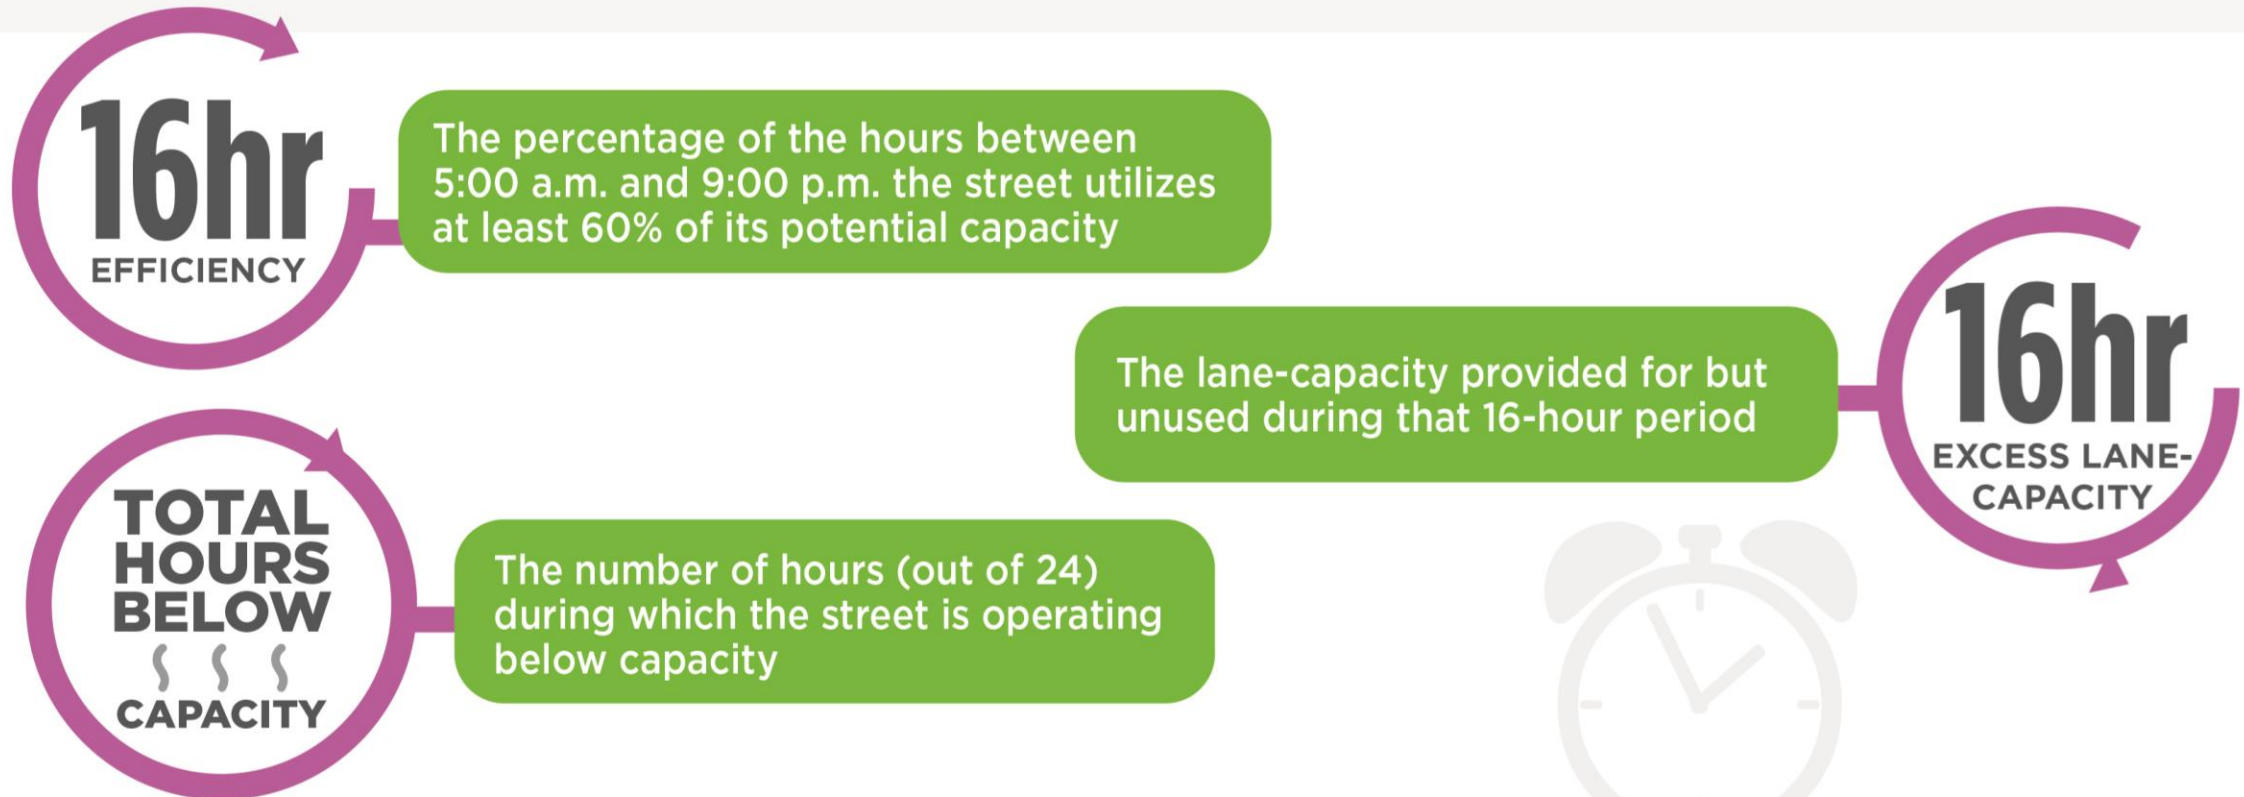 16hr
EFFICIENCY
The percentage of the hours between
5:00 a.m. and 9:00 p.m. the street utilizes
at least 60% of its potential capacity
The lane-capacity provided for but
unused during that 16-hour period
16hr
EXCESS LANE-
CAPACITY
TOTAL
HOURS
BELOW
CAPACITY
The number of hours (out of 24)
during which the street is operating
below capacity